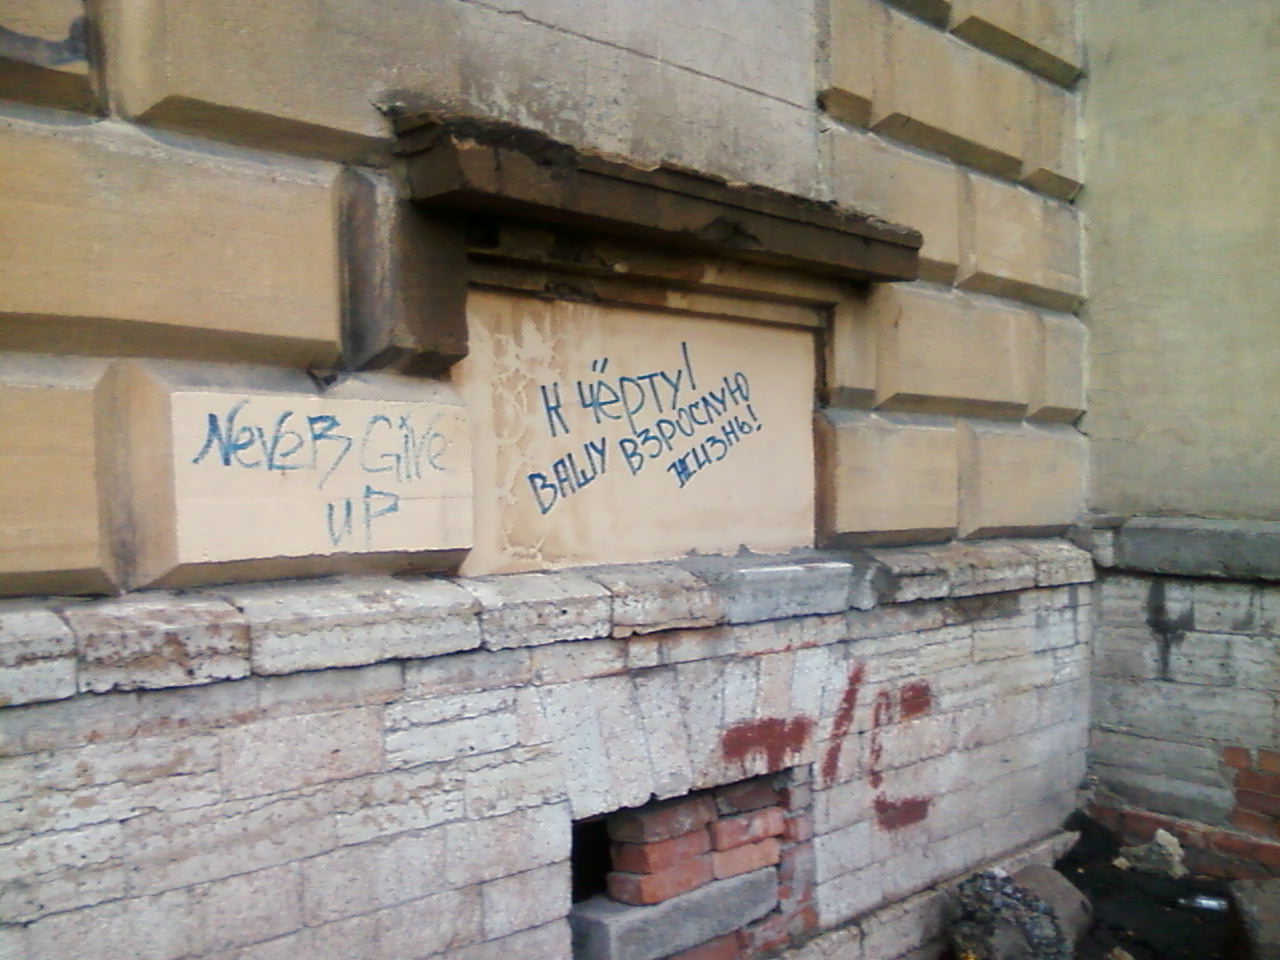 NeveR Give
UP
К чёрту!
ВАШУ ВЗРОСЛУЮ
ЖИЗНЬ!
Т/С